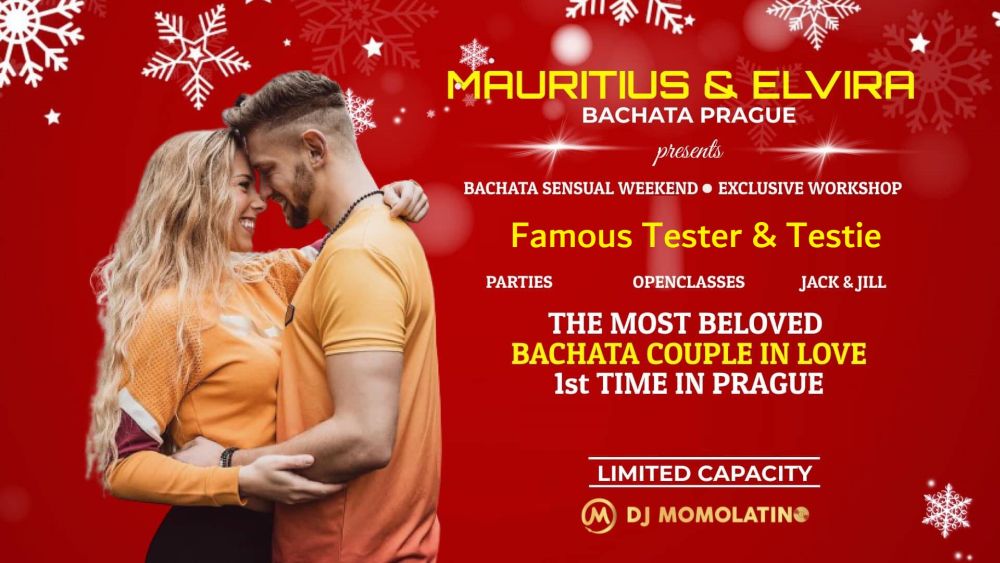 MAURITIUS & ELVIRA
BACHATA PRAGUE
presents
BACHATA SENSUAL WEEKEND ● EXCLUSIVE WORKSHOP
Famous Tester & Testie
PARTIES OPENCLASSES JACK & JILL
THE MOST BELOVED
BACHATA COUPLE IN LOVE
1st TIME IN PRAGUE
LIMITED CAPACITY
M DJ MOMOLATINO